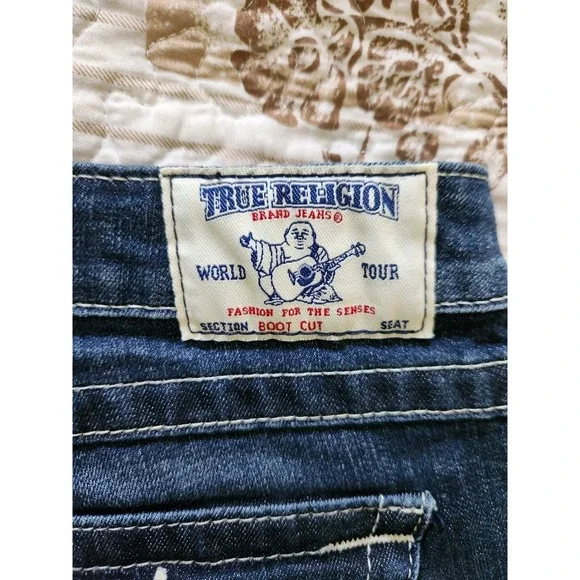 TRUE RELIGION
BRAND JEANS®
WORLD TOUR
FASHION FOR THE SENSES
SECTION BOOT CUT SEAT